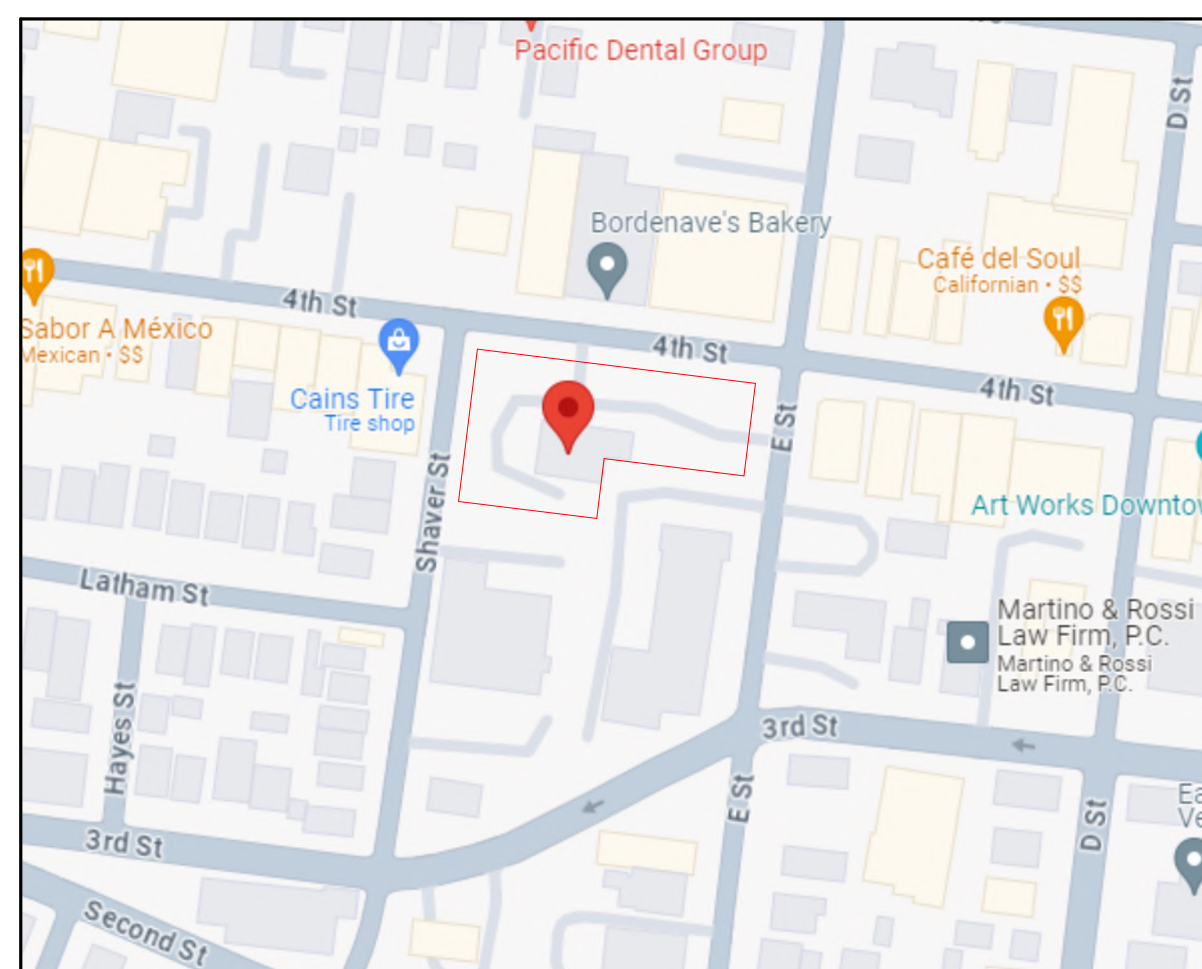 Pacific Dental Group
D St
Bordenave's Bakery
Café del Soul
Californian • $$
4th St
Sabor A México
Mexican • $$
4th St
4th St
Cains Tire
Tire shop
E St
Shaver St
Art Works Downtow
Latham St
Martino & Rossi
Law Firm, P.C.
Martino & Rossi
Law Firm, P.C.
Hayes St
3rd St
E St
D St
Ea
Ve
3rd St
Second St